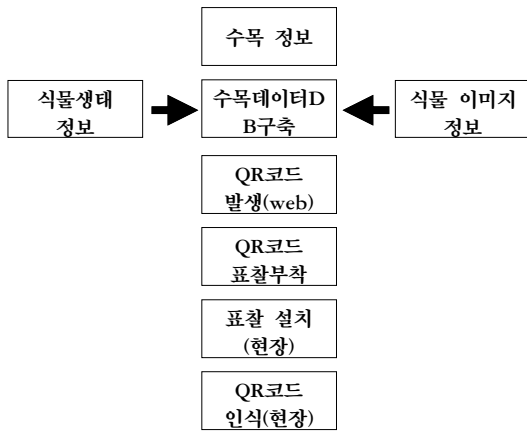 수목 정보
식물생태
정보
수목데이터D
B구축
식물 이미지
정보
QR코드
발생(web)
QR코드
표찰부착
표찰 설치
(현장)
QR코드
인식(현장)